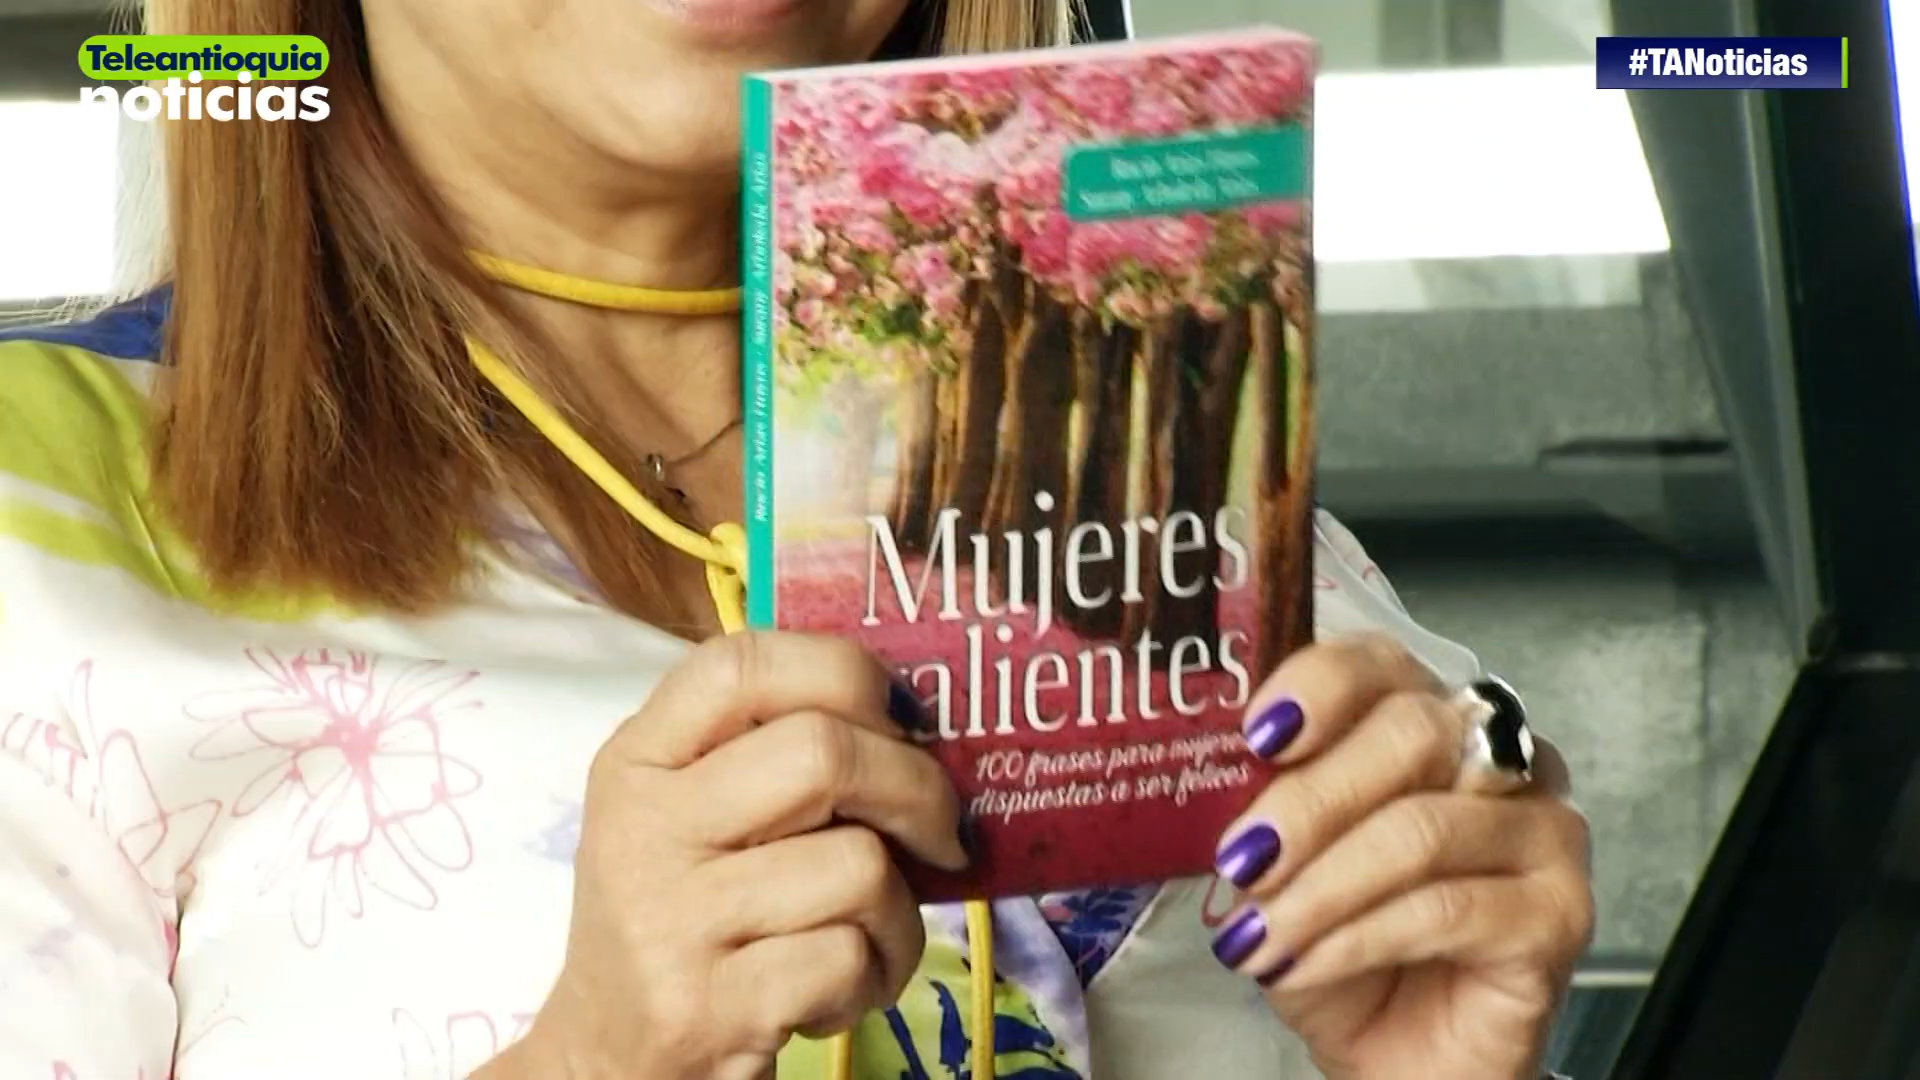 Teleantioquia
noticias
#TANoticias
Mujeres
valientes
100 frases para mujeres
dispuestas a ser felices